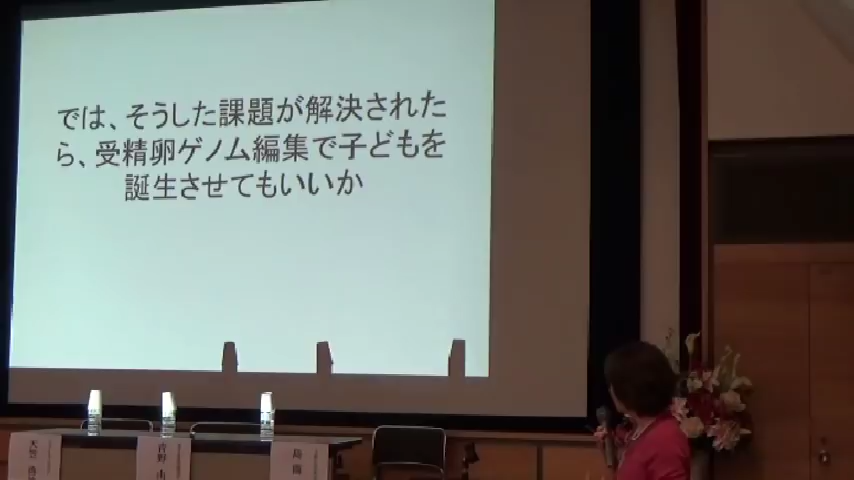 では、そうした課題が解決された
ら、受精卵ゲノム編集で子どもを
誕生させてもいいか